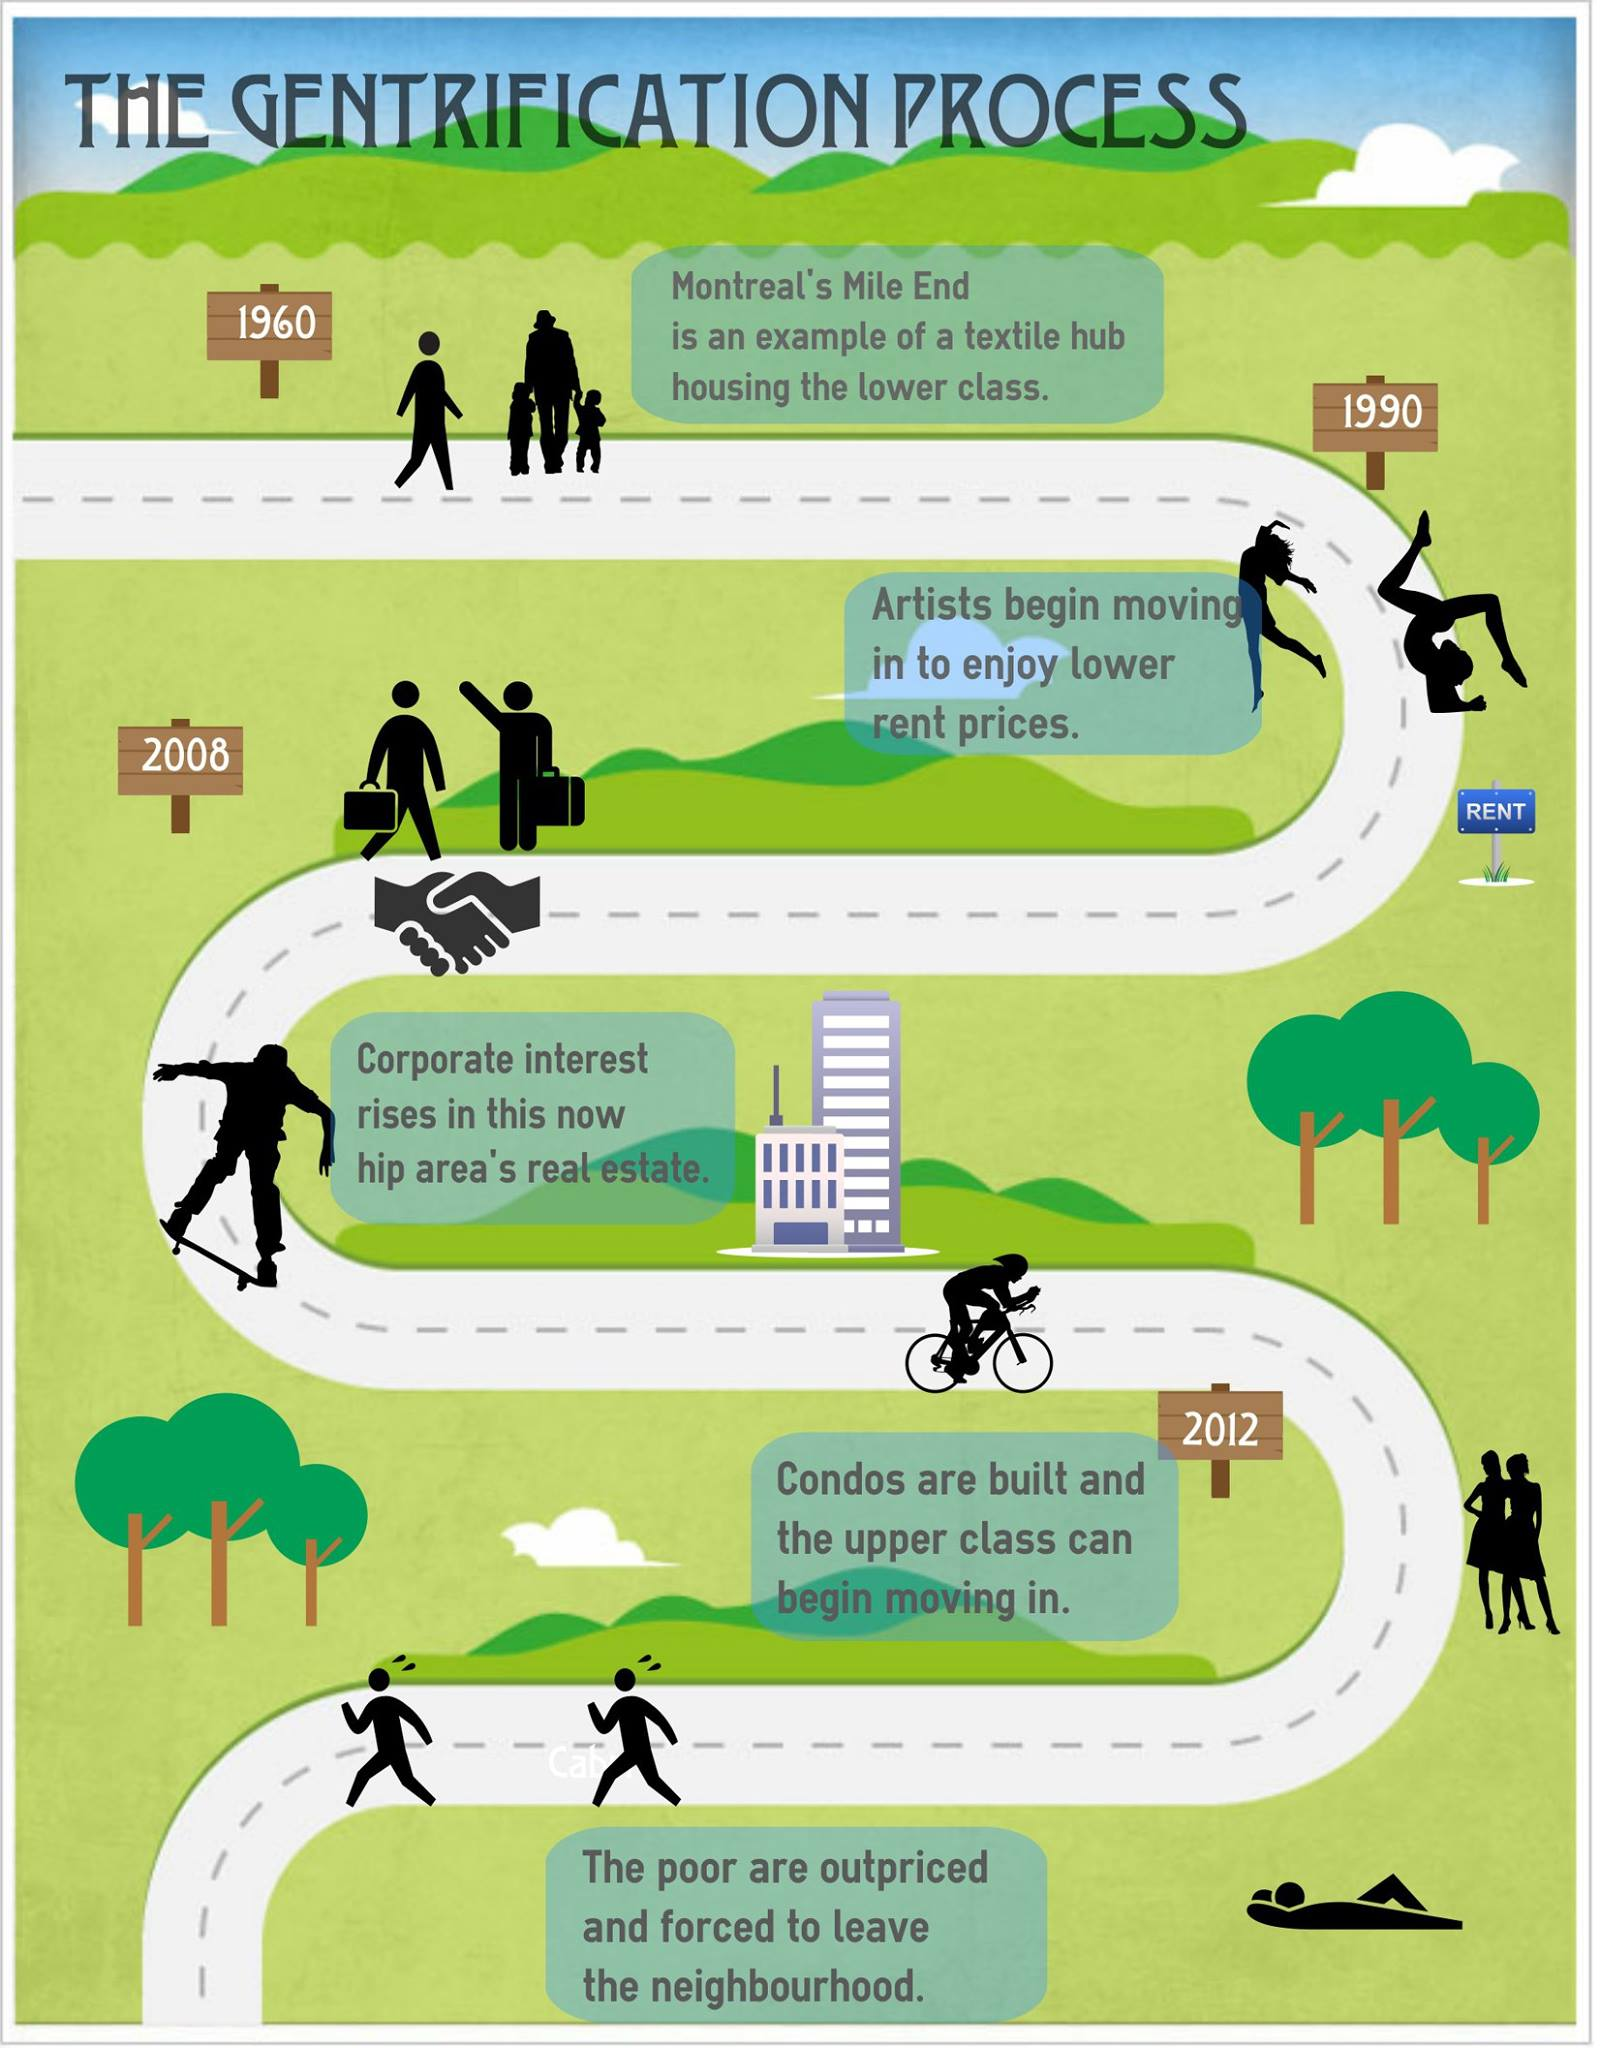 THE GENTRIFICATION PROCESS
1960
Montreal's Mile End
is an example of a textile hub
housing the lower class.
1990
Artists begin moving
in to enjoy lower
rent prices.
2008
RENT
Corporate interest
rises in this now
hip area's real estate.
2012
Condos are built and
the upper class can
begin moving in.
The poor are outpriced
and forced to leave
the neighbourhood.